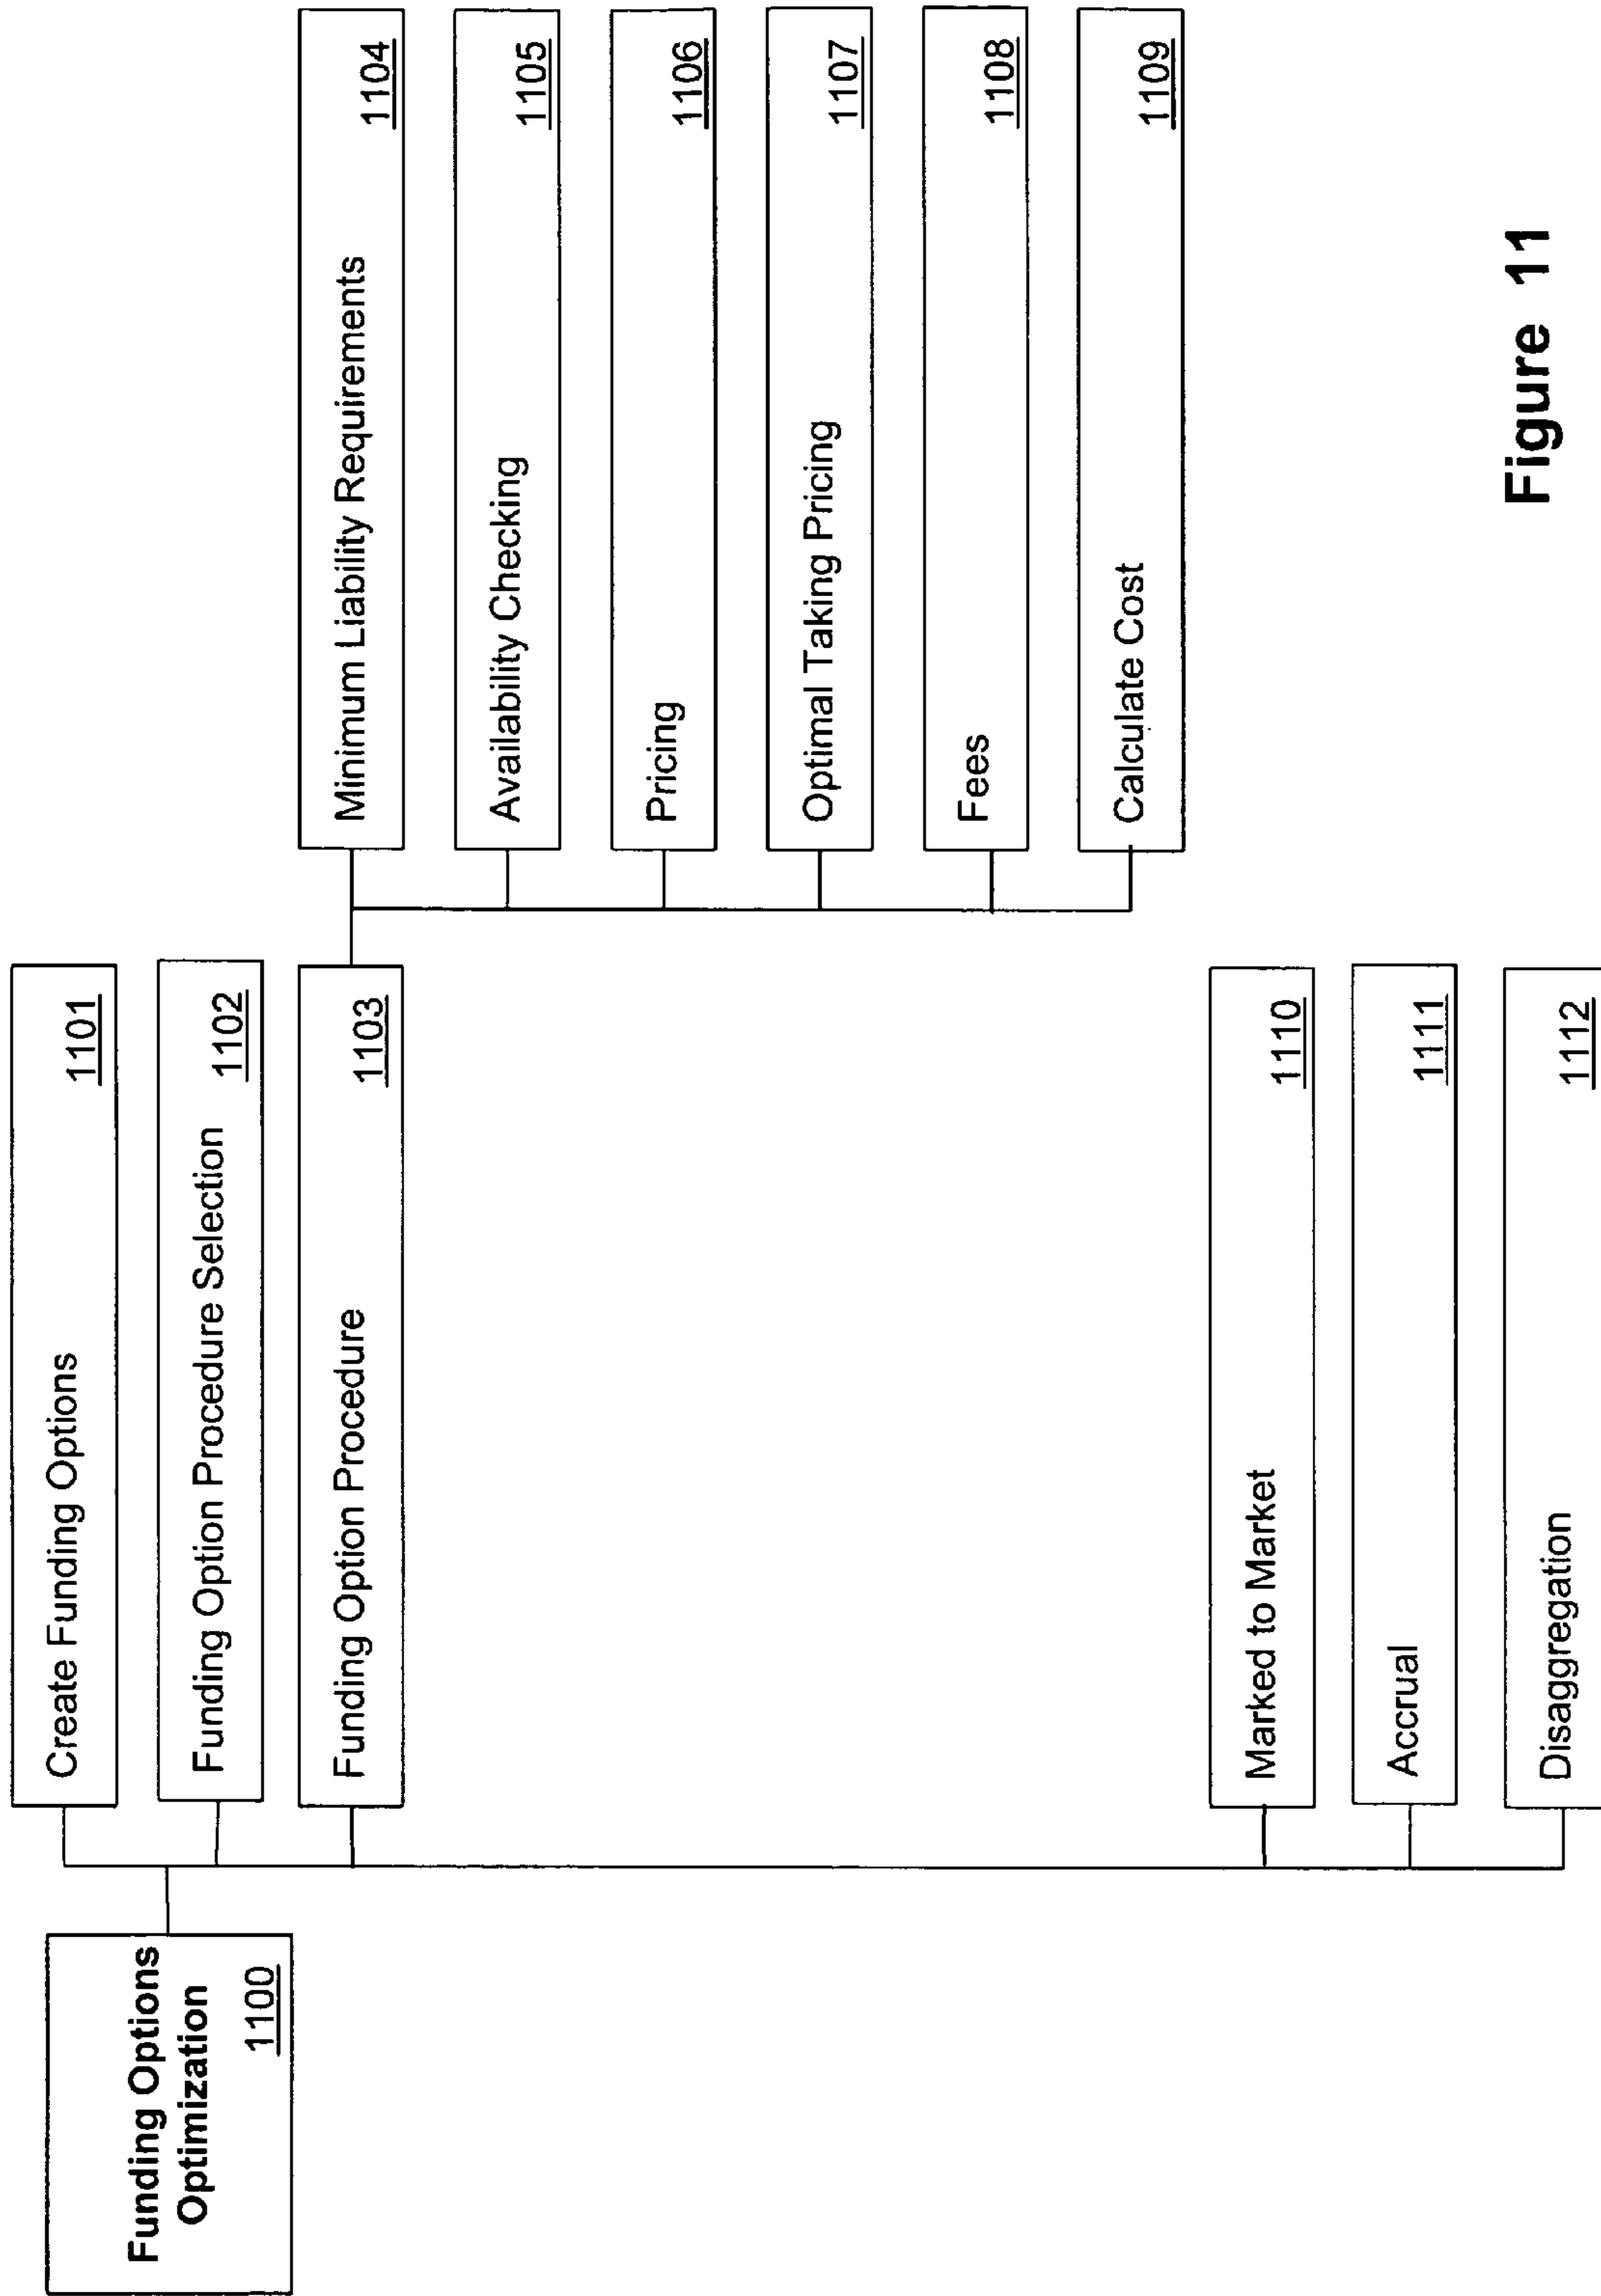 Funding Options
Optimization
1100
Create Funding Options
1101
Funding Option Procedure Selection
1102
Funding Option Procedure
1103
Minimum Liability Requirements
1104
Availability Checking
1105
Pricing
1106
Optimal Taking Pricing
1107
Fees
1108
Calculate Cost
1109
Marked to Market
1110
Accrual
1111
Disaggregation
1112
Figure 11